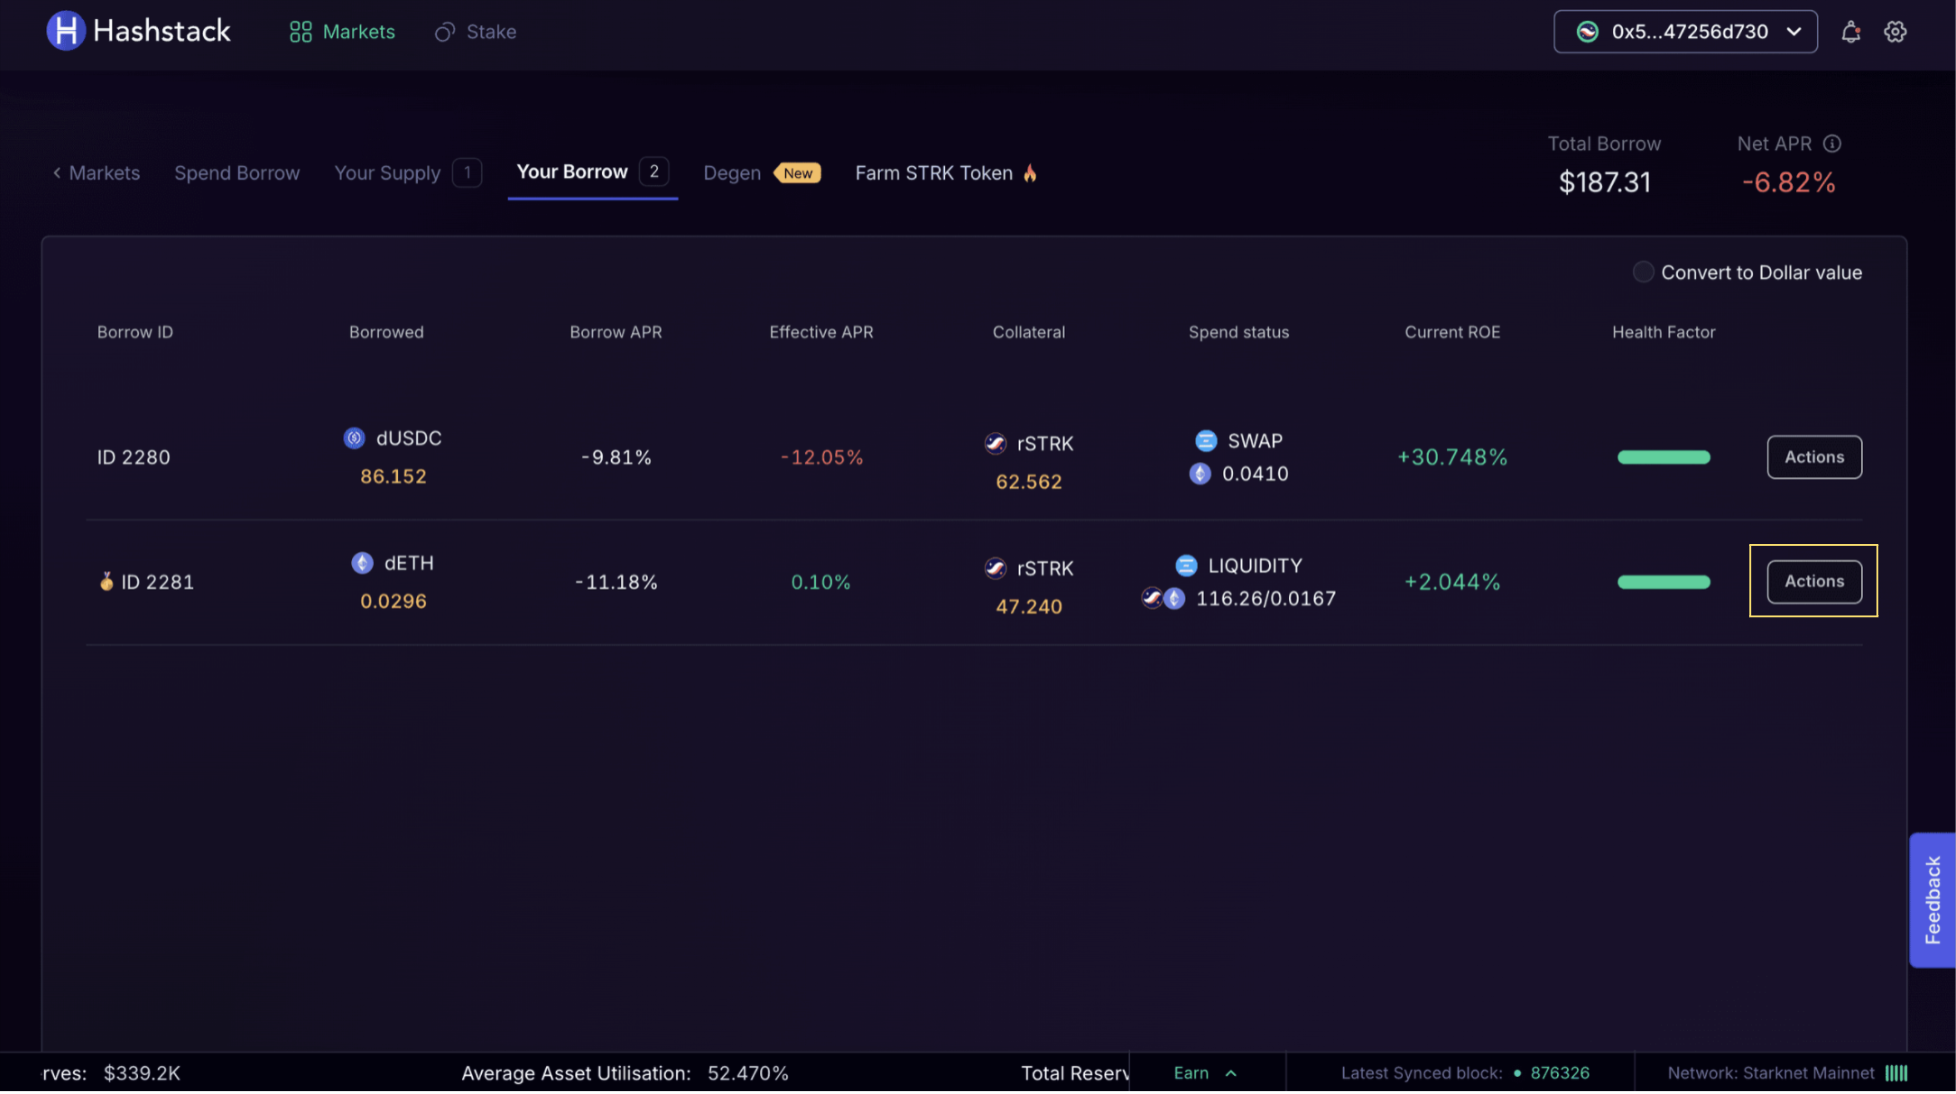 Hashstack Markets Stake 0x5...47256d730
Total Borrow Net APR
$187.31 -6.82%
Markets Spend Borrow Your Supply 1 Your Borrow 2 Degen New Farm STRK Token
Convert to Dollar value
Borrow ID Borrowed Borrow APR Effective APR Collateral Spend status Current ROE Health Factor
ID 2280 dUSDC 86.152 -9.81% -12.05% rSTRK 62.562 SWAP 0.0410 +30.748% Actions
ID 2281 dETH 0.0296 -11.18% 0.10% rSTRK 47.240 LIQUIDITY 116.26/0.0167 +2.044% Actions
Feedback
rves: $339.2K Average Asset Utilisation: 52.470% Total Reserv Earn Latest Synced block: 876326 Network: Starknet Mainnet